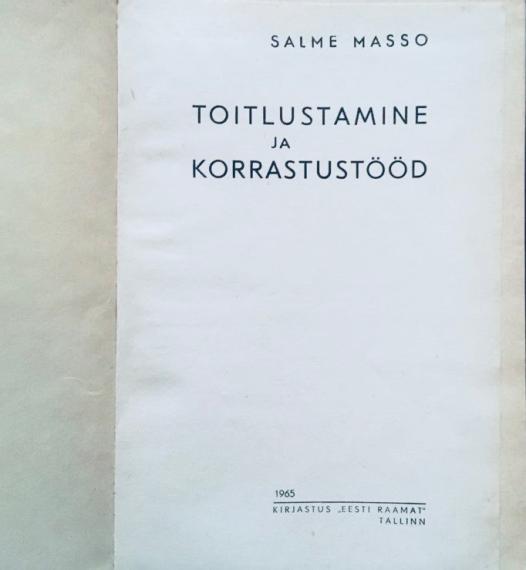 SALME MASSO
TOITLUSTAMINE
JA
KORRASTUSTÖÖD
1965
KIRJASTUS „EESTI RAAMAT“
TALLINN